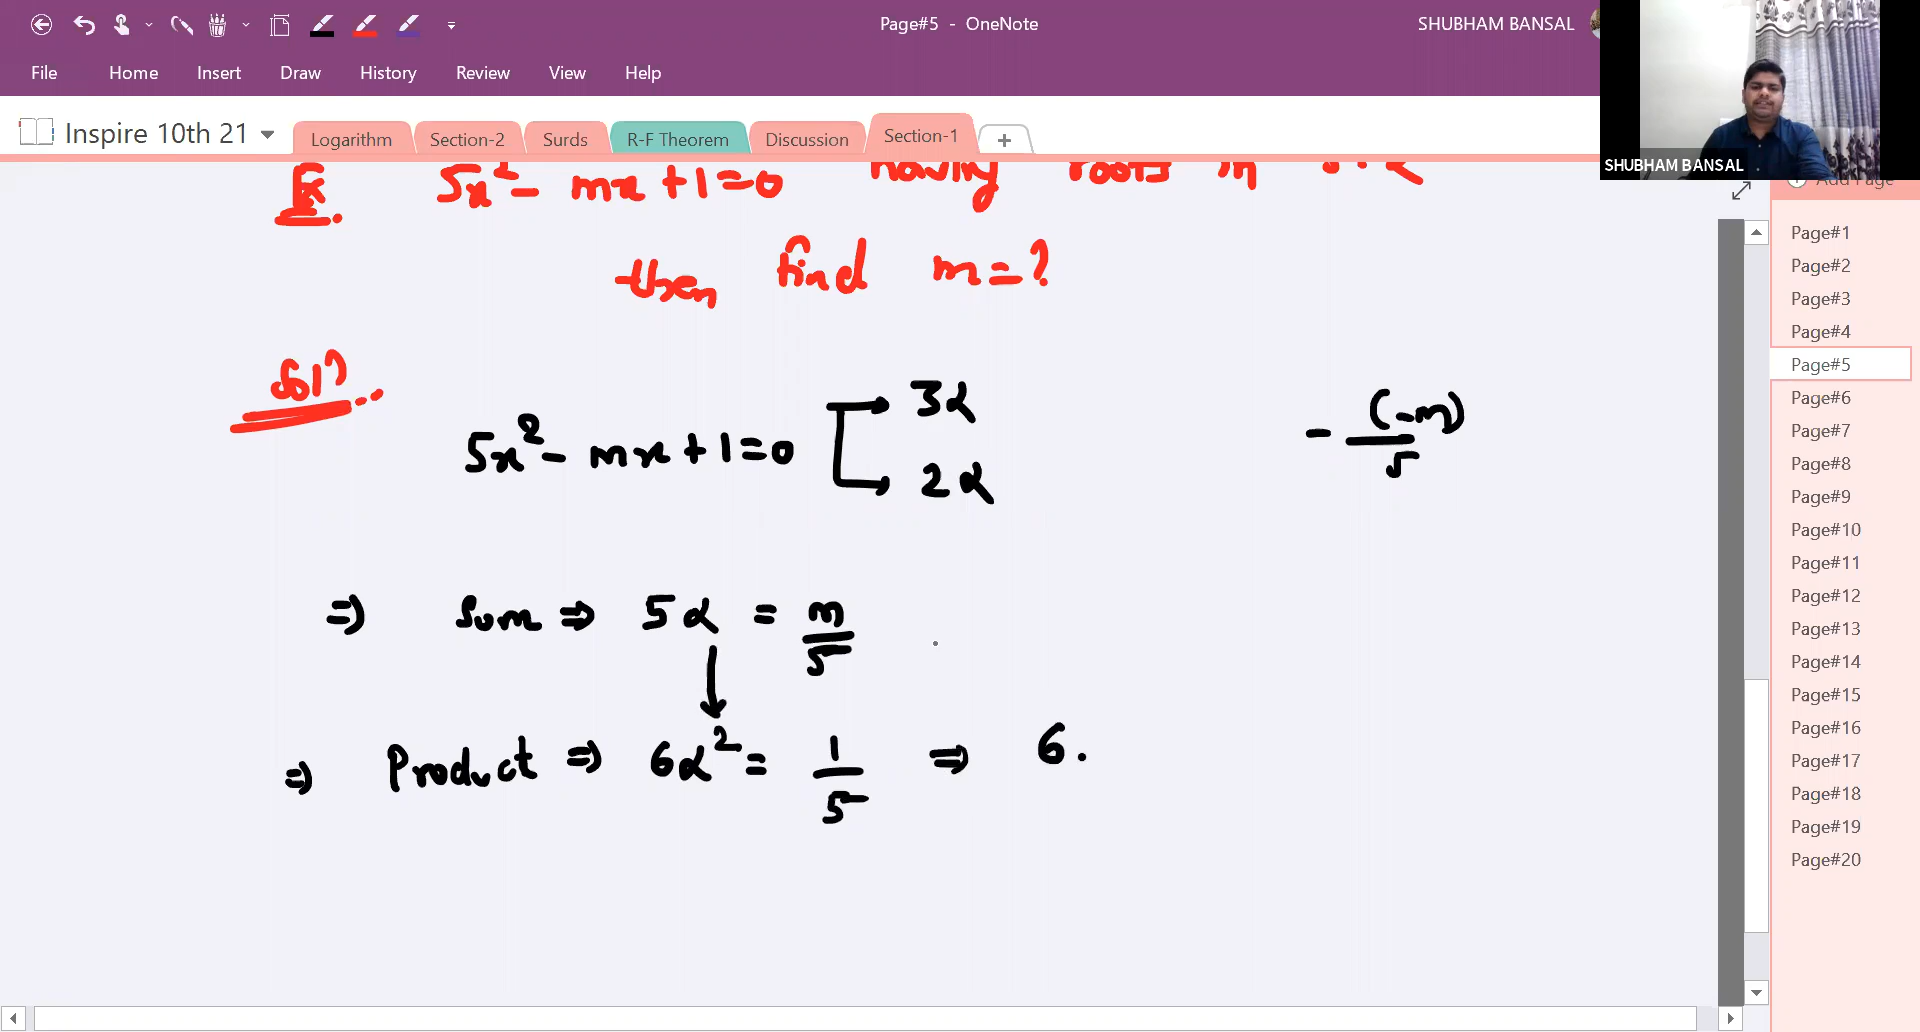 Page#5 - OneNote
SHUBHAM BANSAL
File Home Insert Draw History Review View Help
SHUBHAM BANSAL
Inspire 10th 21
Logarithm Section-2 Surds R-F Theorem Discussion Section-1 +
Add Page
Page#1
Page#2
Page#3
Page#4
Page#5
Page#6
Page#7
Page#8
Page#9
Page#10
Page#11
Page#12
Page#13
Page#14
Page#15
Page#16
Page#17
Page#18
Page#19
Page#20
Ex. 5x² - mx + 1 = 0 having roots in
then find m = ?
Solⁿ..
3α
5x² - mx + 1 = 0
2α
- (-m)/5
⇒ Sum ⇒ 5α = m/5
⇒ Product ⇒ 6α² = 1/5 ⇒ 6.